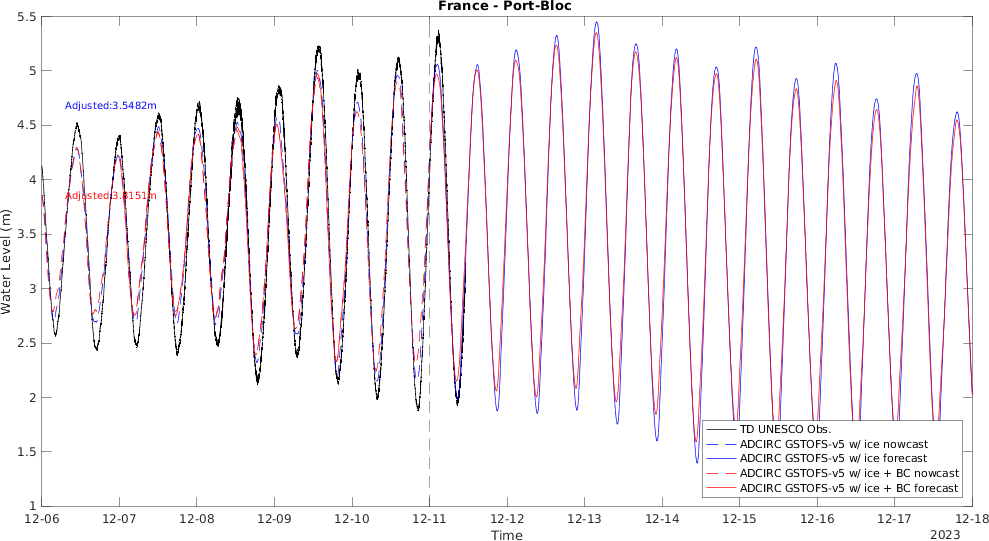 France - Port-Bloc
Water Level (m)
5.5
5
4.5
4
3.5
3
2.5
2
1.5
1
Adjusted:3.5482m
TD UNESCO Obs.
ADCIRC GSTOFS-v5 w/ ice nowcast
ADCIRC GSTOFS-v5 w/ ice forecast
ADCIRC GSTOFS-v5 w/ ice + BC nowcast
ADCIRC GSTOFS-v5 w/ ice + BC forecast
12-06 12-07 12-08 12-09 12-10 12-11 12-12 12-13 12-14 12-15 12-16 12-17 12-18
Time
2023